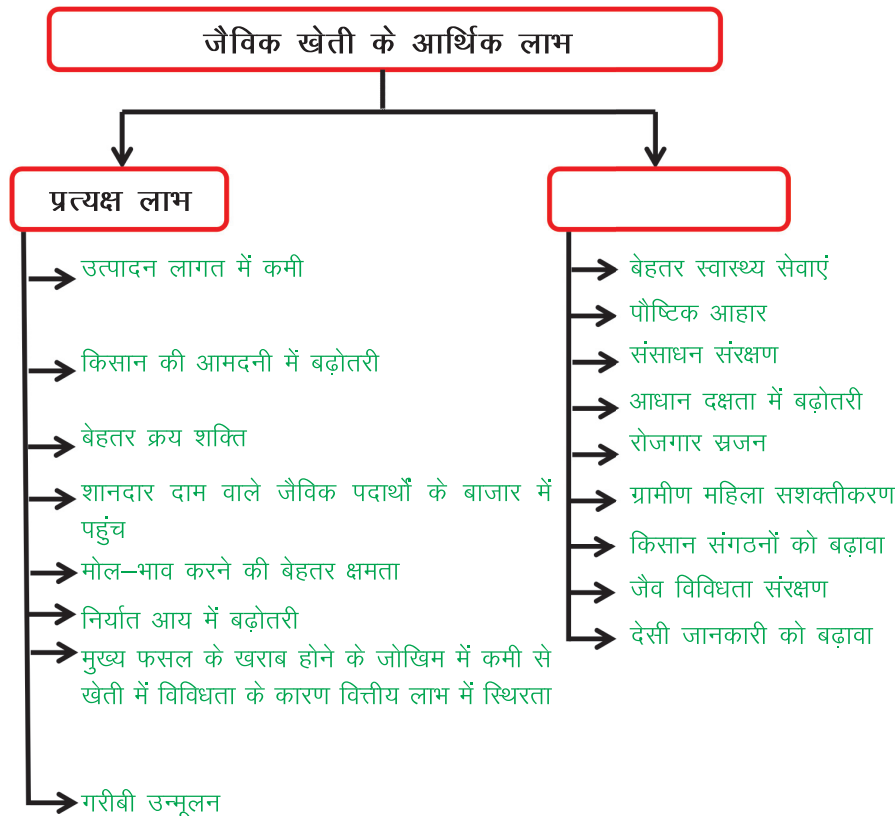 जैविक खेती के आर्थिक लाभ
प्रत्यक्ष लाभ
उत्पादन लागत में कमी
किसान की आमदनी में बढ़ोतरी
बेहतर क्रय शक्ति
शानदार दाम वाले जैविक पदार्थों के बाजार में
पहुंच
मोल–भाव करने की बेहतर क्षमता
निर्यात आय में बढ़ोतरी
मुख्य फसल के खराब होने के जोखिम में कमी से
खेती में विविधता के कारण वित्तीय लाभ में स्थिरता
गरीबी उन्मूलन
बेहतर स्वास्थ्य सेवाएं
पौष्टिक आहार
संसाधन संरक्षण
आधान दक्षता में बढ़ोतरी
रोजगार स्रजन
ग्रामीण महिला सशक्तीकरण
किसान संगठनों को बढ़ावा
जैव विविधता संरक्षण
देसी जानकारी को बढ़ावा